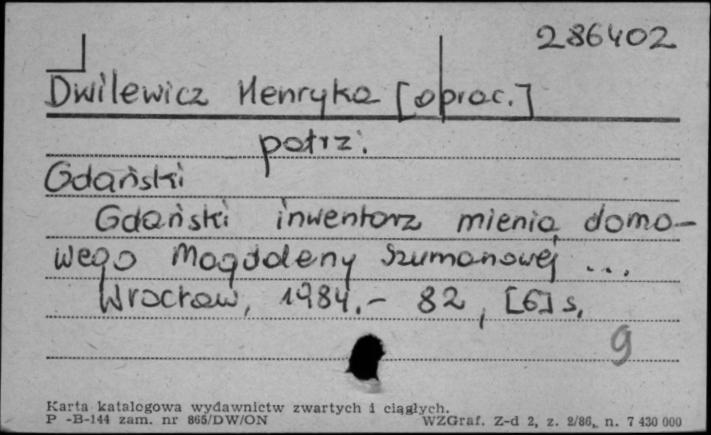 286402
Dwilewicz Henryka [oprac.]
patrz:
Gdański
Gdański inwentarz mienia domo-
wego Magdaleny Szumanowej ...
Wrocław, 1984.- 82, [6] s.
9
Karta katalogowa wydawnictw zwartych i ciągłych.
P -B-144 zam. nr 865/DW/ON WZGraf. Z-d 2, z. 2/86, n. 7 430 000